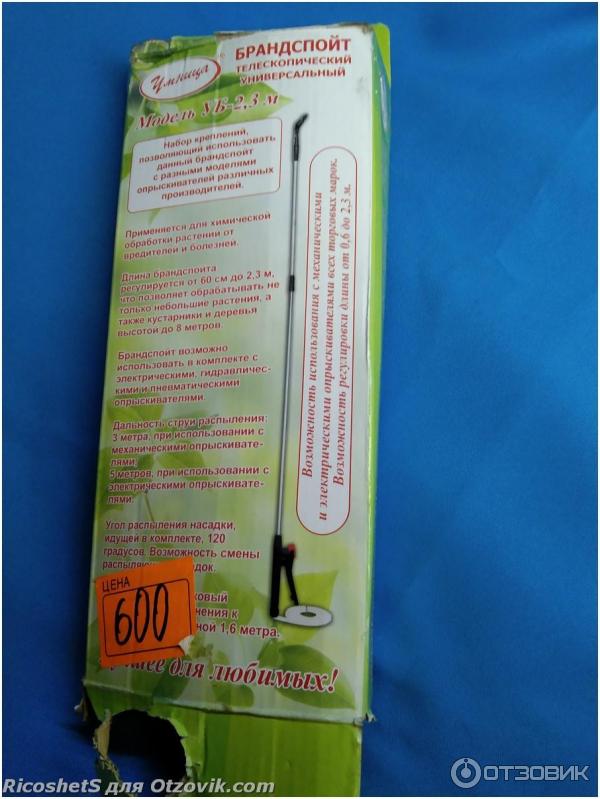 Умница
БРАНДСПОЙТ
ТЕЛЕСКОПИЧЕСКИЙ
УНИВЕРСАЛЬНЫЙ
Модель УБ-2,3 м
Набор креплений,
позволяющий использовать
данный брандспойт
с разными моделями
опрыскивателей различных
производителей.
Применяется для химической
обработки растений от
вредителей и болезней.
Длина брандспойта
регулируется от 60 см до 2,3 м,
что позволяет обрабатывать не
только небольшие растения, а
также кустарники и деревья
высотой до 8 метров.
Брандспойт возможно
использовать в комплекте с
электрическими, гидравличес-
кими и пневматическими
опрыскивателями.
Дальность струи распыления:
3 метра, при использовании с
механическими опрыскивате-
лями;
5 метров, при использовании с
электрическими опрыскивате-
лями.
Угол распыления насадки,
идущей в комплекте, 120
градусов. Возможность смены
1,6 метра.
для любимых!
Возможность использования с механическими
и электрическими опрыскивателями всех торговых марок.
Возможность регулировки длины от 0,6 до 2,3 м.
ЦЕНА
600
RicoshetS для Otzovik.com
ОТЗОВИК